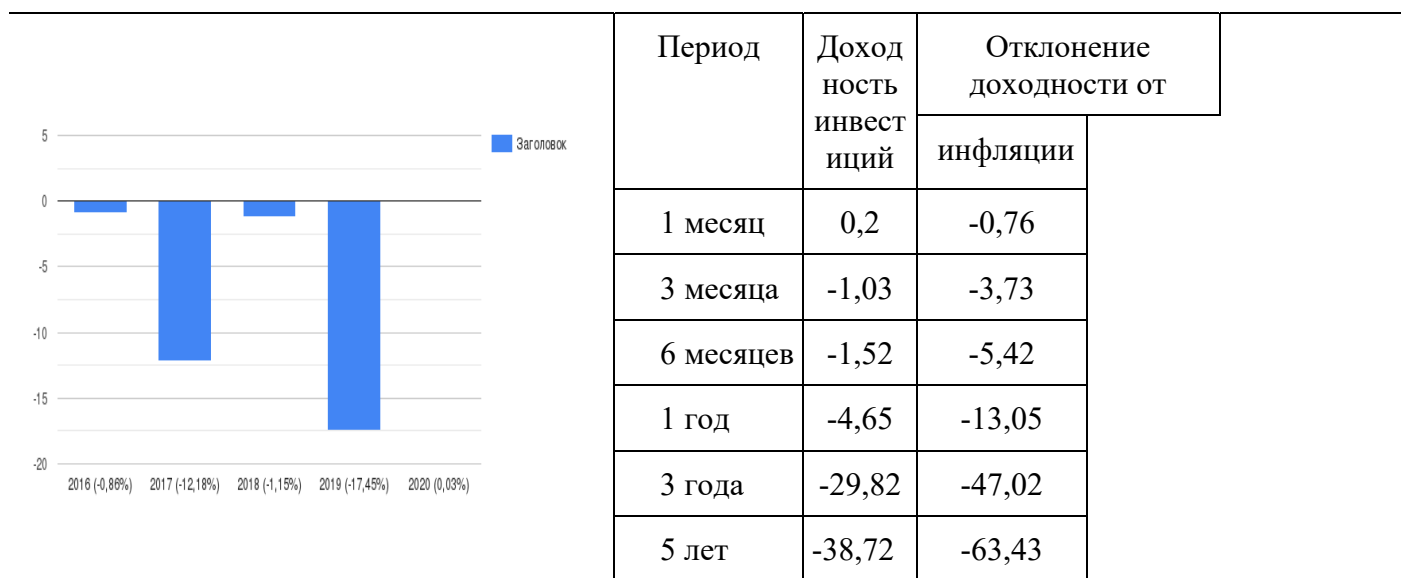 5
0
-5
-10
-15
-20
2016 (-0,86%) 2017 (-12,18%) 2018 (-1,15%) 2019 (-17,45%) 2020 (0,03%)
Заголовок
Период
Доход
ность
инвест
иций
Отклонение
доходности от
инфляции
1 месяц 0,2 -0,76
3 месяца -1,03 -3,73
6 месяцев -1,52 -5,42
1 год -4,65 -13,05
3 года -29,82 -47,02
5 лет -38,72 -63,43